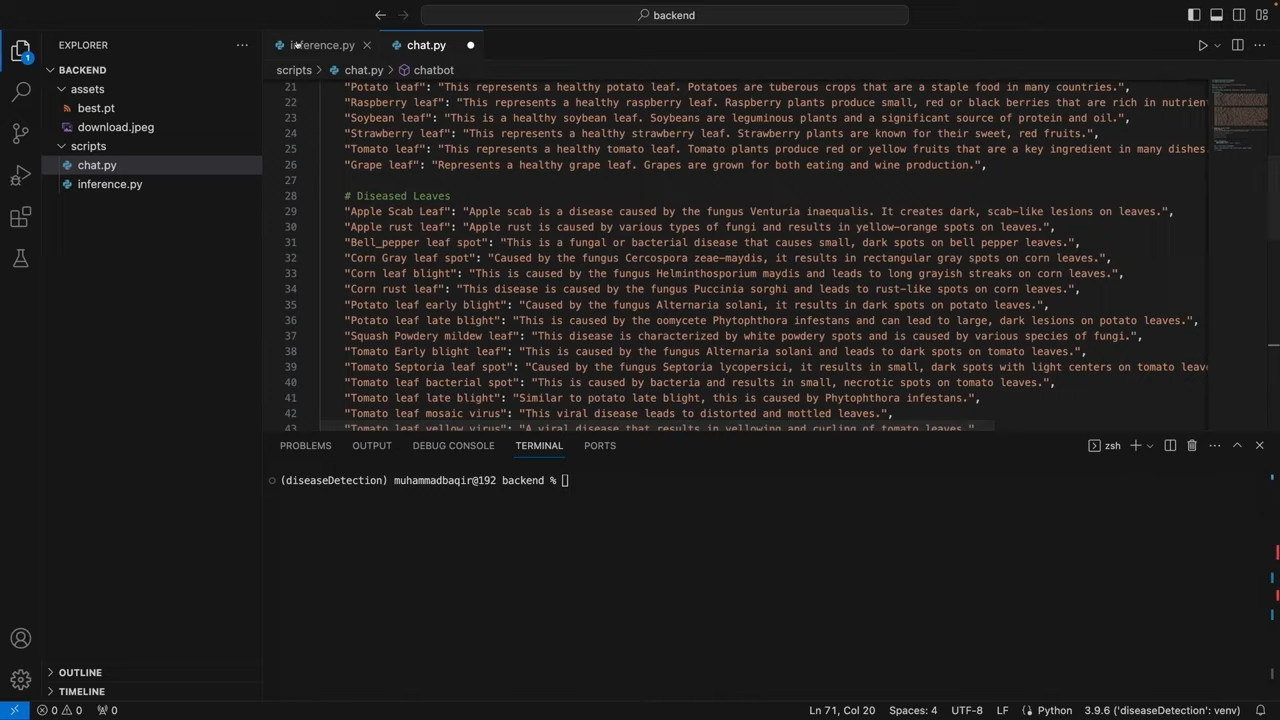 backend
EXPLORER
inference.py
chat.py
scripts
chat.py
chatbot
BACKEND
assets
best.pt
download.jpeg
scripts
chat.py
inference.py
21 "Potato leaf": "This represents a healthy potato leaf. Potatoes are tuberous crops that are a staple food in many countries.",
22 "Raspberry leaf": "This represents a healthy raspberry leaf. Raspberry plants produce small, red or black berries that are rich in nutrien
23 "Soybean leaf": "This is a healthy soybean leaf. Soybeans are leguminous plants and a significant source of protein and oil.",
24 "Strawberry leaf": "This represents a healthy strawberry leaf. Strawberry plants are known for their sweet, red fruits.",
25 "Tomato leaf": "This represents a healthy tomato leaf. Tomato plants produce red or yellow fruits that are a key ingredient in many dishes
26 "Grape leaf": "Represents a healthy grape leaf. Grapes are grown for both eating and wine production.",
27
28 # Diseased Leaves
29 "Apple Scab Leaf": "Apple scab is a disease caused by the fungus Venturia inaequalis. It creates dark, scab-like lesions on leaves.",
30 "Apple rust leaf": "Apple rust is caused by various types of fungi and results in yellow-orange spots on leaves.",
31 "Bell_pepper leaf spot": "This is a fungal or bacterial disease that causes small, dark spots on bell pepper leaves.",
32 "Corn Gray leaf spot": "Caused by the fungus Cercospora zeae-maydis, it results in rectangular gray spots on corn leaves.",
33 "Corn leaf blight": "This is caused by the fungus Helminthosporium maydis and leads to long grayish streaks on corn leaves.",
34 "Corn rust leaf": "This disease is caused by the fungus Puccinia sorghi and leads to rust-like spots on corn leaves.",
35 "Potato leaf early blight": "Caused by the fungus Alternaria solani, it results in dark spots on potato leaves.",
36 "Potato leaf late blight": "This is caused by the oomycete Phytophthora infestans and can lead to large, dark lesions on potato leaves.",
37 "Squash Powdery mildew leaf": "This disease is characterized by white powdery spots and is caused by various species of fungi.",
38 "Tomato Early blight leaf": "This is caused by the fungus Alternaria solani and leads to dark spots on tomato leaves.",
39 "Tomato Septoria leaf spot": "Caused by the fungus Septoria lycopersici, it results in small, dark spots with light centers on tomato leav
40 "Tomato leaf bacterial spot": "This is caused by bacteria and results in small, necrotic spots on tomato leaves.",
41 "Tomato leaf late blight": "Similar to potato late blight, this is caused by Phytophthora infestans.",
42 "Tomato leaf mosaic virus": "This viral disease leads to distorted and mottled leaves.",
43 "Tomato leaf yellow virus": "A viral disease that results in yellowing and curling of tomato leaves."
PROBLEMS OUTPUT DEBUG CONSOLE TERMINAL PORTS
zsh
(diseaseDetection) muhammadbaqir@192 backend %
OUTLINE
TIMELINE
0 0 0
Ln 71, Col 20 Spaces: 4 UTF-8 LF Python 3.9.6 ('diseaseDetection': venv)